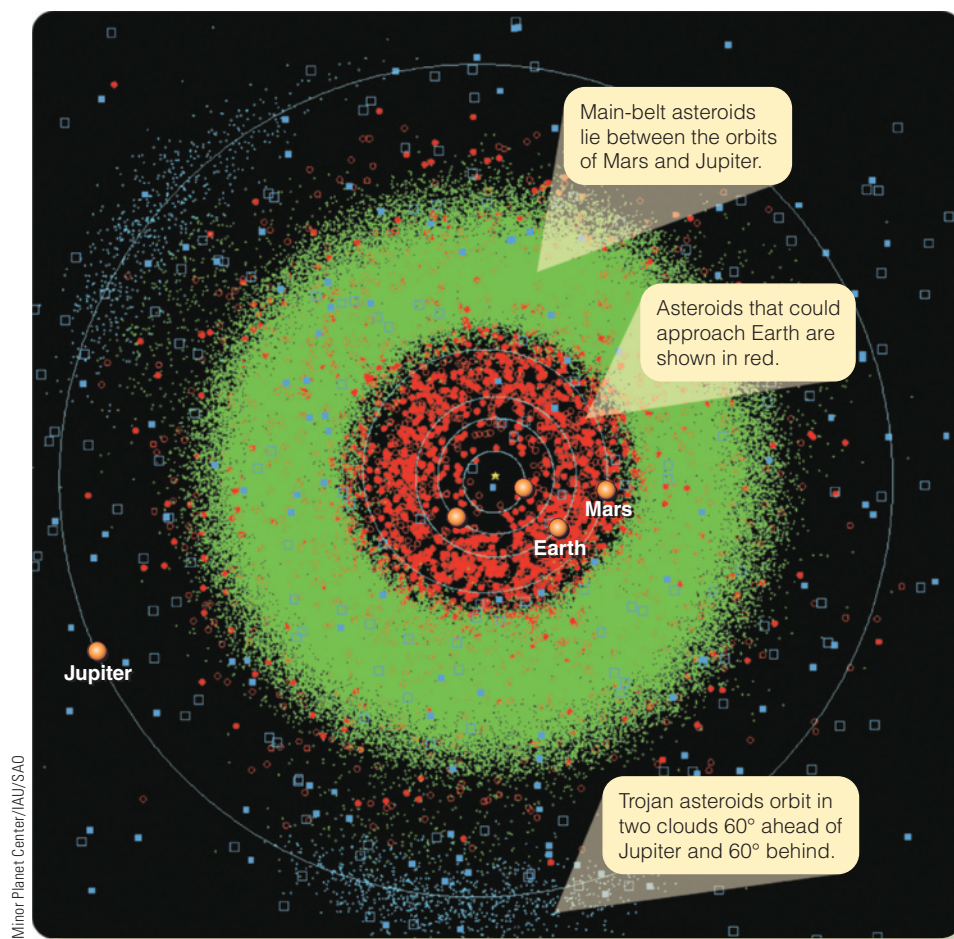 Main-belt asteroids
lie between the orbits
of Mars and Jupiter.
Asteroids that could
approach Earth are
shown in red.
Mars
Earth
Jupiter
Trojan asteroids orbit in
two clouds 60° ahead of
Jupiter and 60° behind.
Minor Planet Center/IAU/SAO